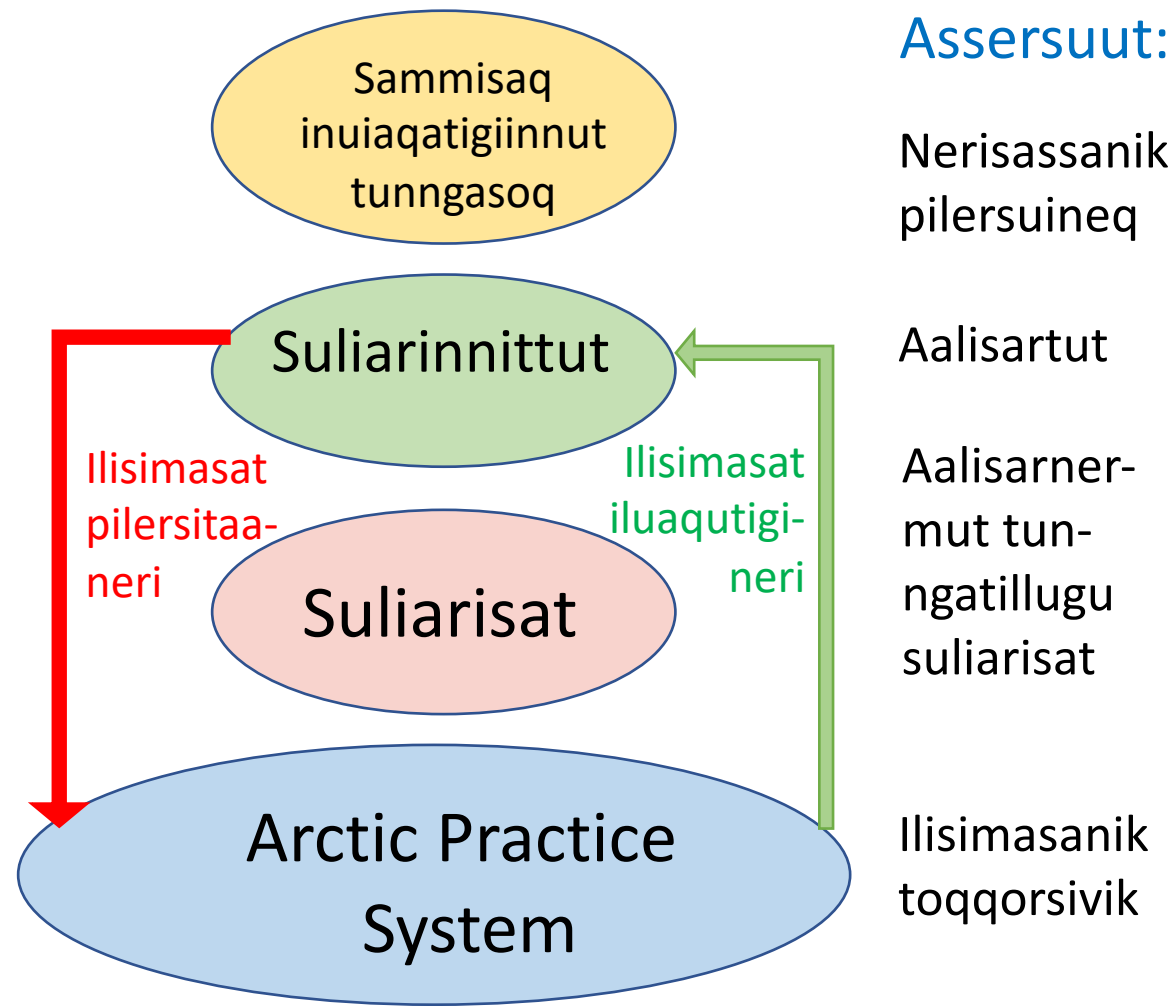 Assersuut:
Sammisaq
inuiaqatigiinnut
tunngasoq
Nerisassanik
pilersuineq
Suliarinnittut
Aalisartut
Ilisimasat
pilersitaa-
neri
Ilisimasat
iluaqutigi-
neri
Suliarisat
Aalisarner-
mut tun-
ngatillugu
suliarisat
Arctic Practice
System
Ilisimasanik
toqqorsivik